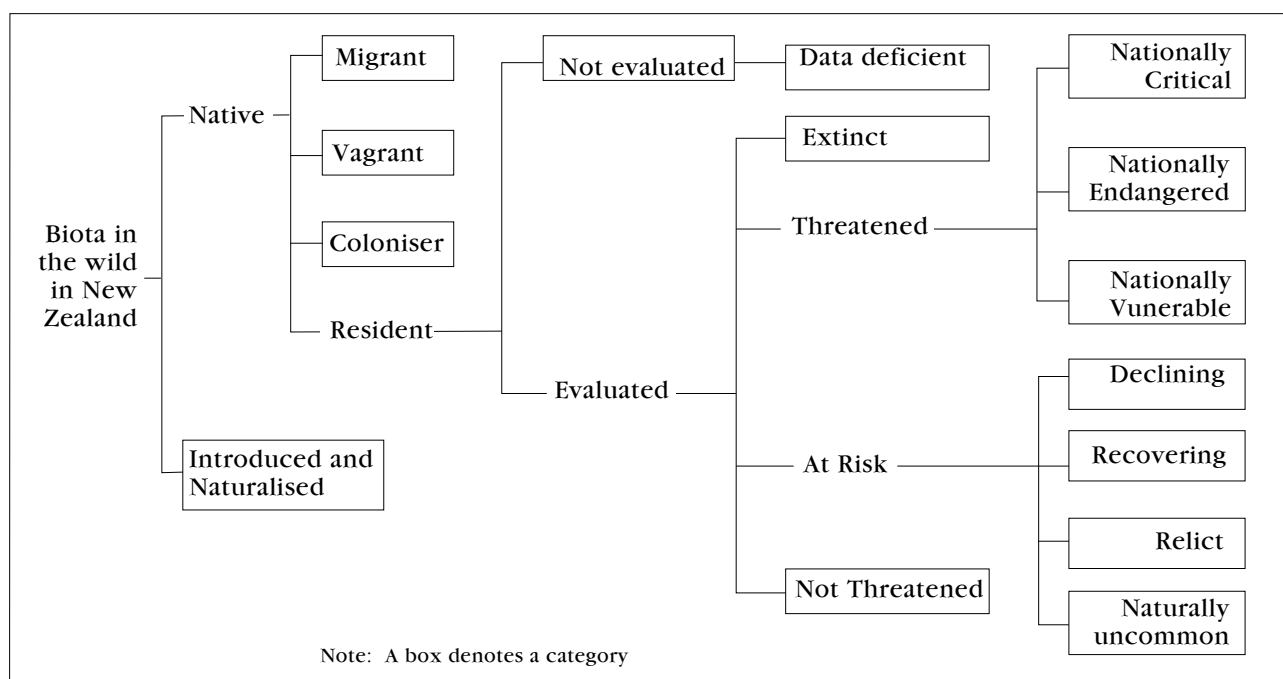 Biota in
the wild
in New
Zealand
Native
Introduced and
Naturalised
Migrant
Vagrant
Coloniser
Resident
Not evaluated
Evaluated
Data deficient
Extinct
Threatened
At Risk
Not Threatened
Nationally
Critical
Nationally
Endangered
Nationally
Vunerable
Declining
Recovering
Relict
Naturally
uncommon
Note: A box denotes a category